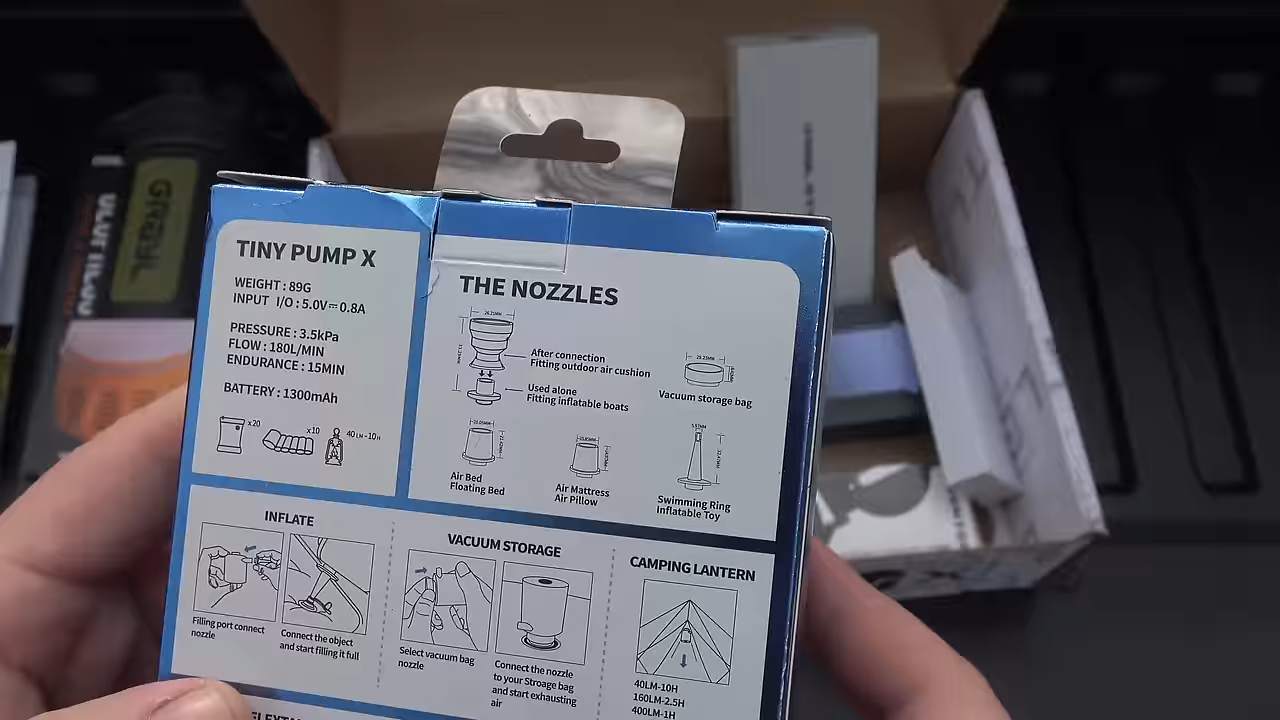 TINY PUMP X
WEIGHT : 89G
INPUT I/O : 5.0V⎓0.8A
PRESSURE : 3.5kPa
FLOW : 180L/MIN
ENDURANCE : 15MIN
BATTERY : 1300mAh
x20
x10
40LM-10H
THE NOZZLES
After connection
Fitting outdoor air cushion
Used alone
Fitting inflatable boats
Vacuum storage bag
Air Bed
Floating Bed
Air Mattress
Air Pillow
Swimming Ring
Inflatable Toy
INFLATE
Filling port connect
nozzle
Connect the object
and start filling it full
VACUUM STORAGE
Select vacuum bag
nozzle
Connect the nozzle
to your Stroage bag
and start exhausting
air
CAMPING LANTERN
40LM-10H
160LM-2.5H
400LM-1H
GRAYL